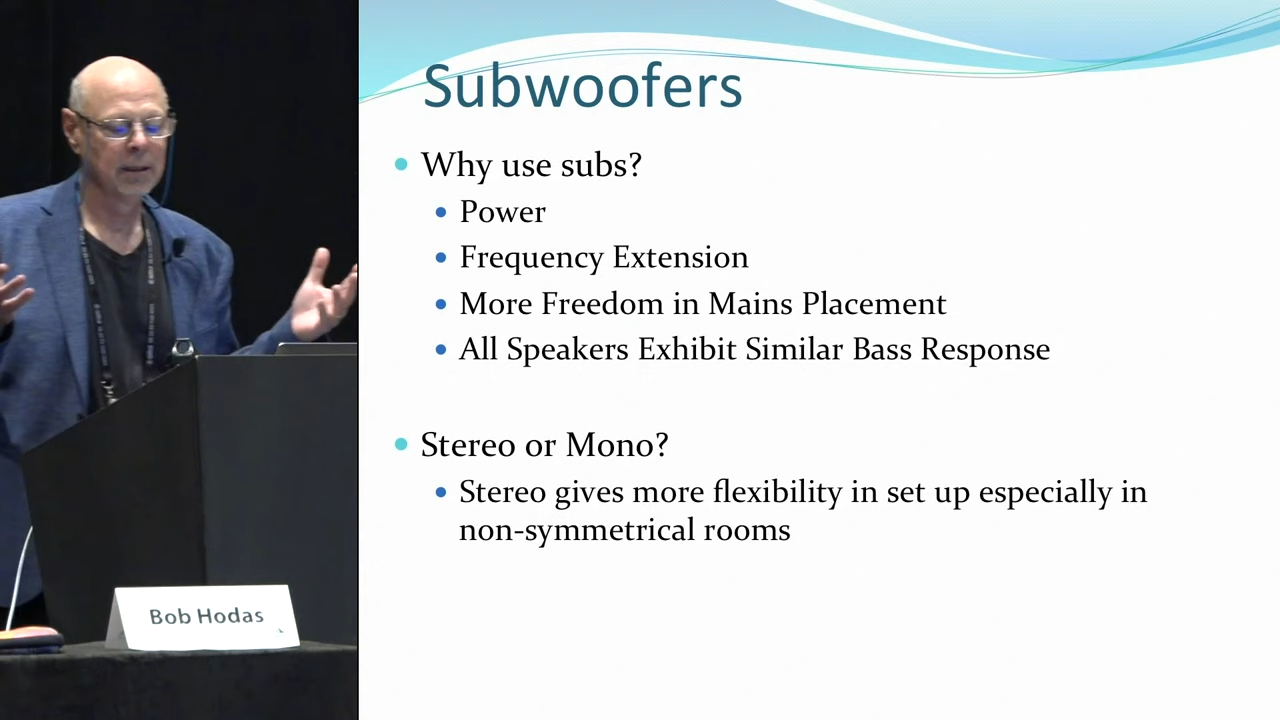 Subwoofers
• Why use subs?
• Power
• Frequency Extension
• More Freedom in Mains Placement
• All Speakers Exhibit Similar Bass Response
• Stereo or Mono?
• Stereo gives more flexibility in set up especially in
non-symmetrical rooms
Bob Hodas